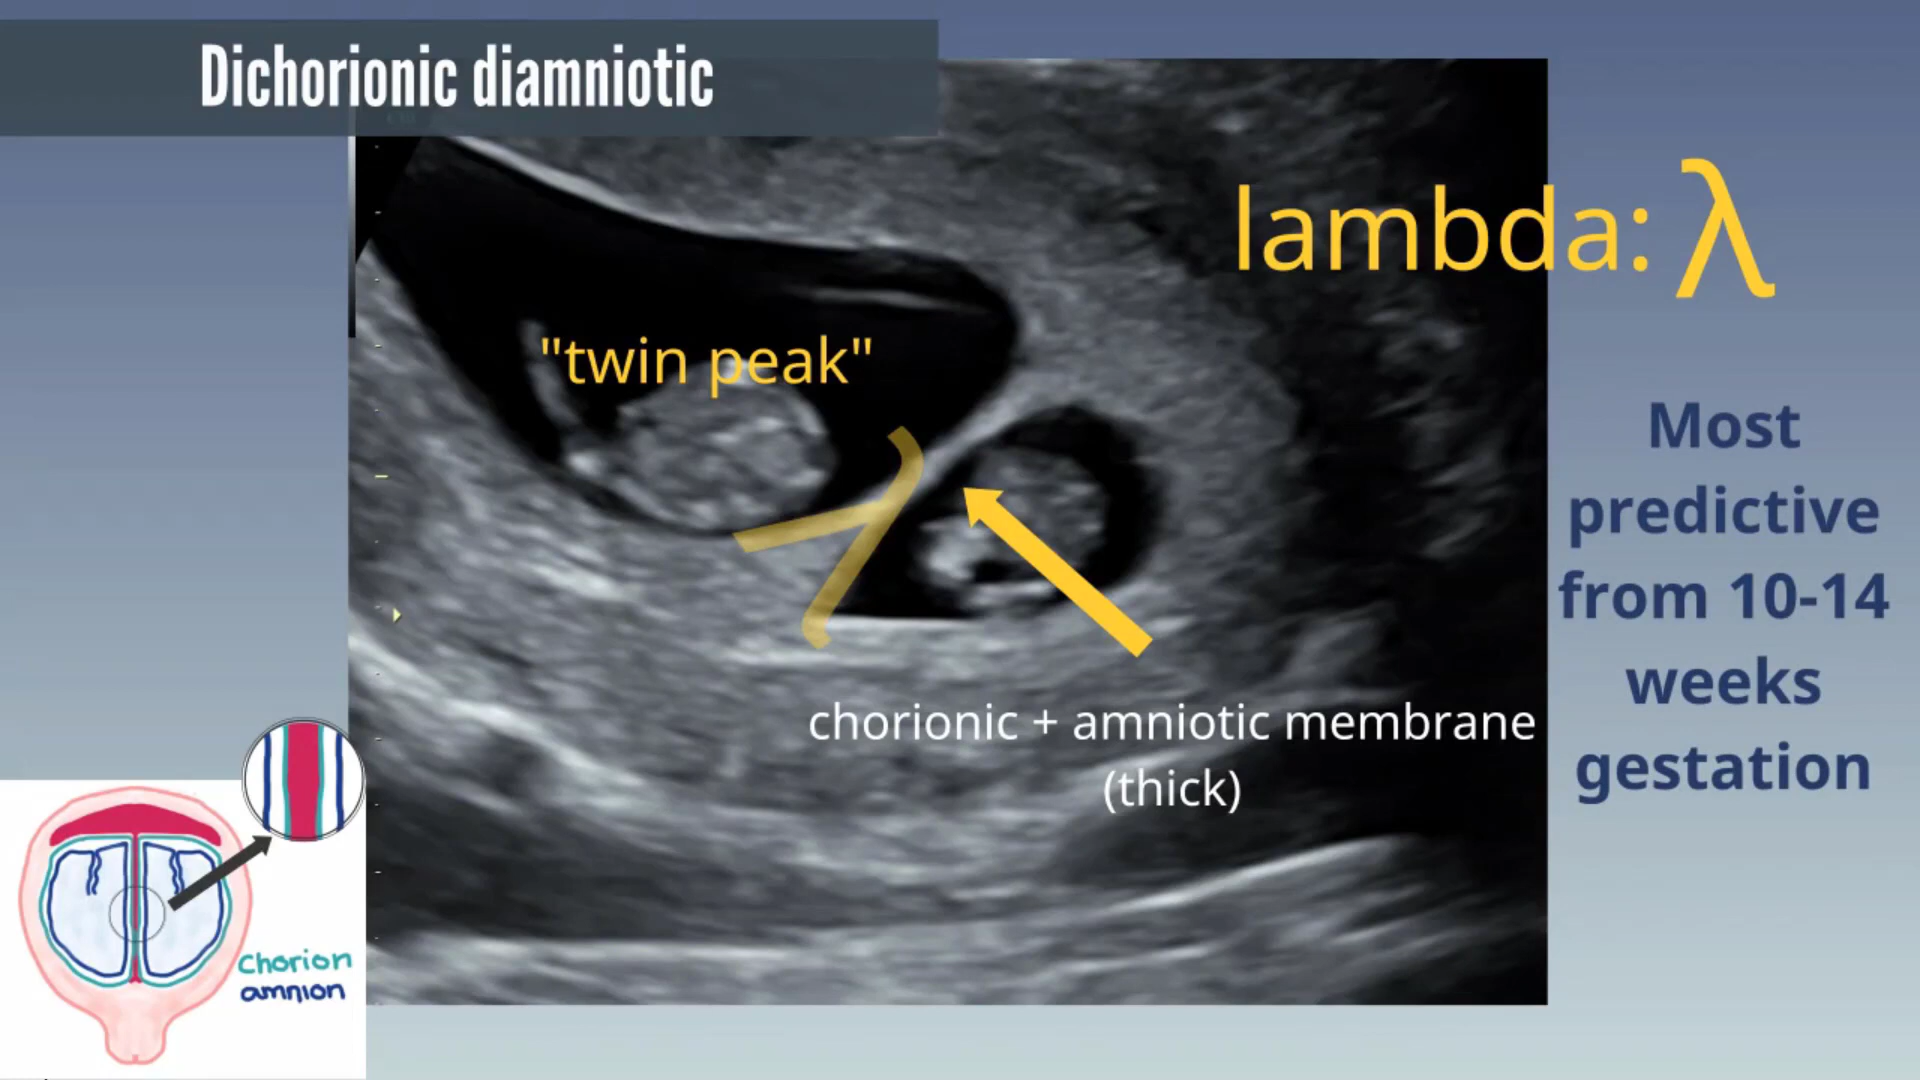 Dichorionic diamniotic
lambda: λ
"twin peak"
λ
Most
predictive
from 10-14
weeks
gestation
chorionic + amniotic membrane
(thick)
Chorion
amnion